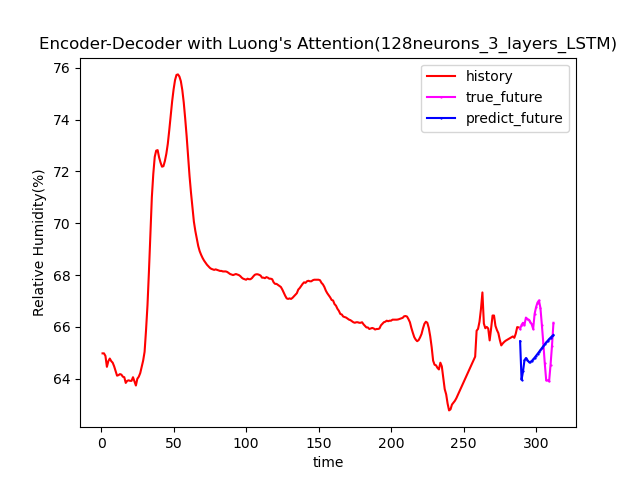 Encoder-Decoder with Luong's Attention(128neurons_3_layers_LSTM)
history
true_future
predict_future
Relative Humidity(%)
76
74
72
70
68
66
64
0 50 100 150 200 250 300
time